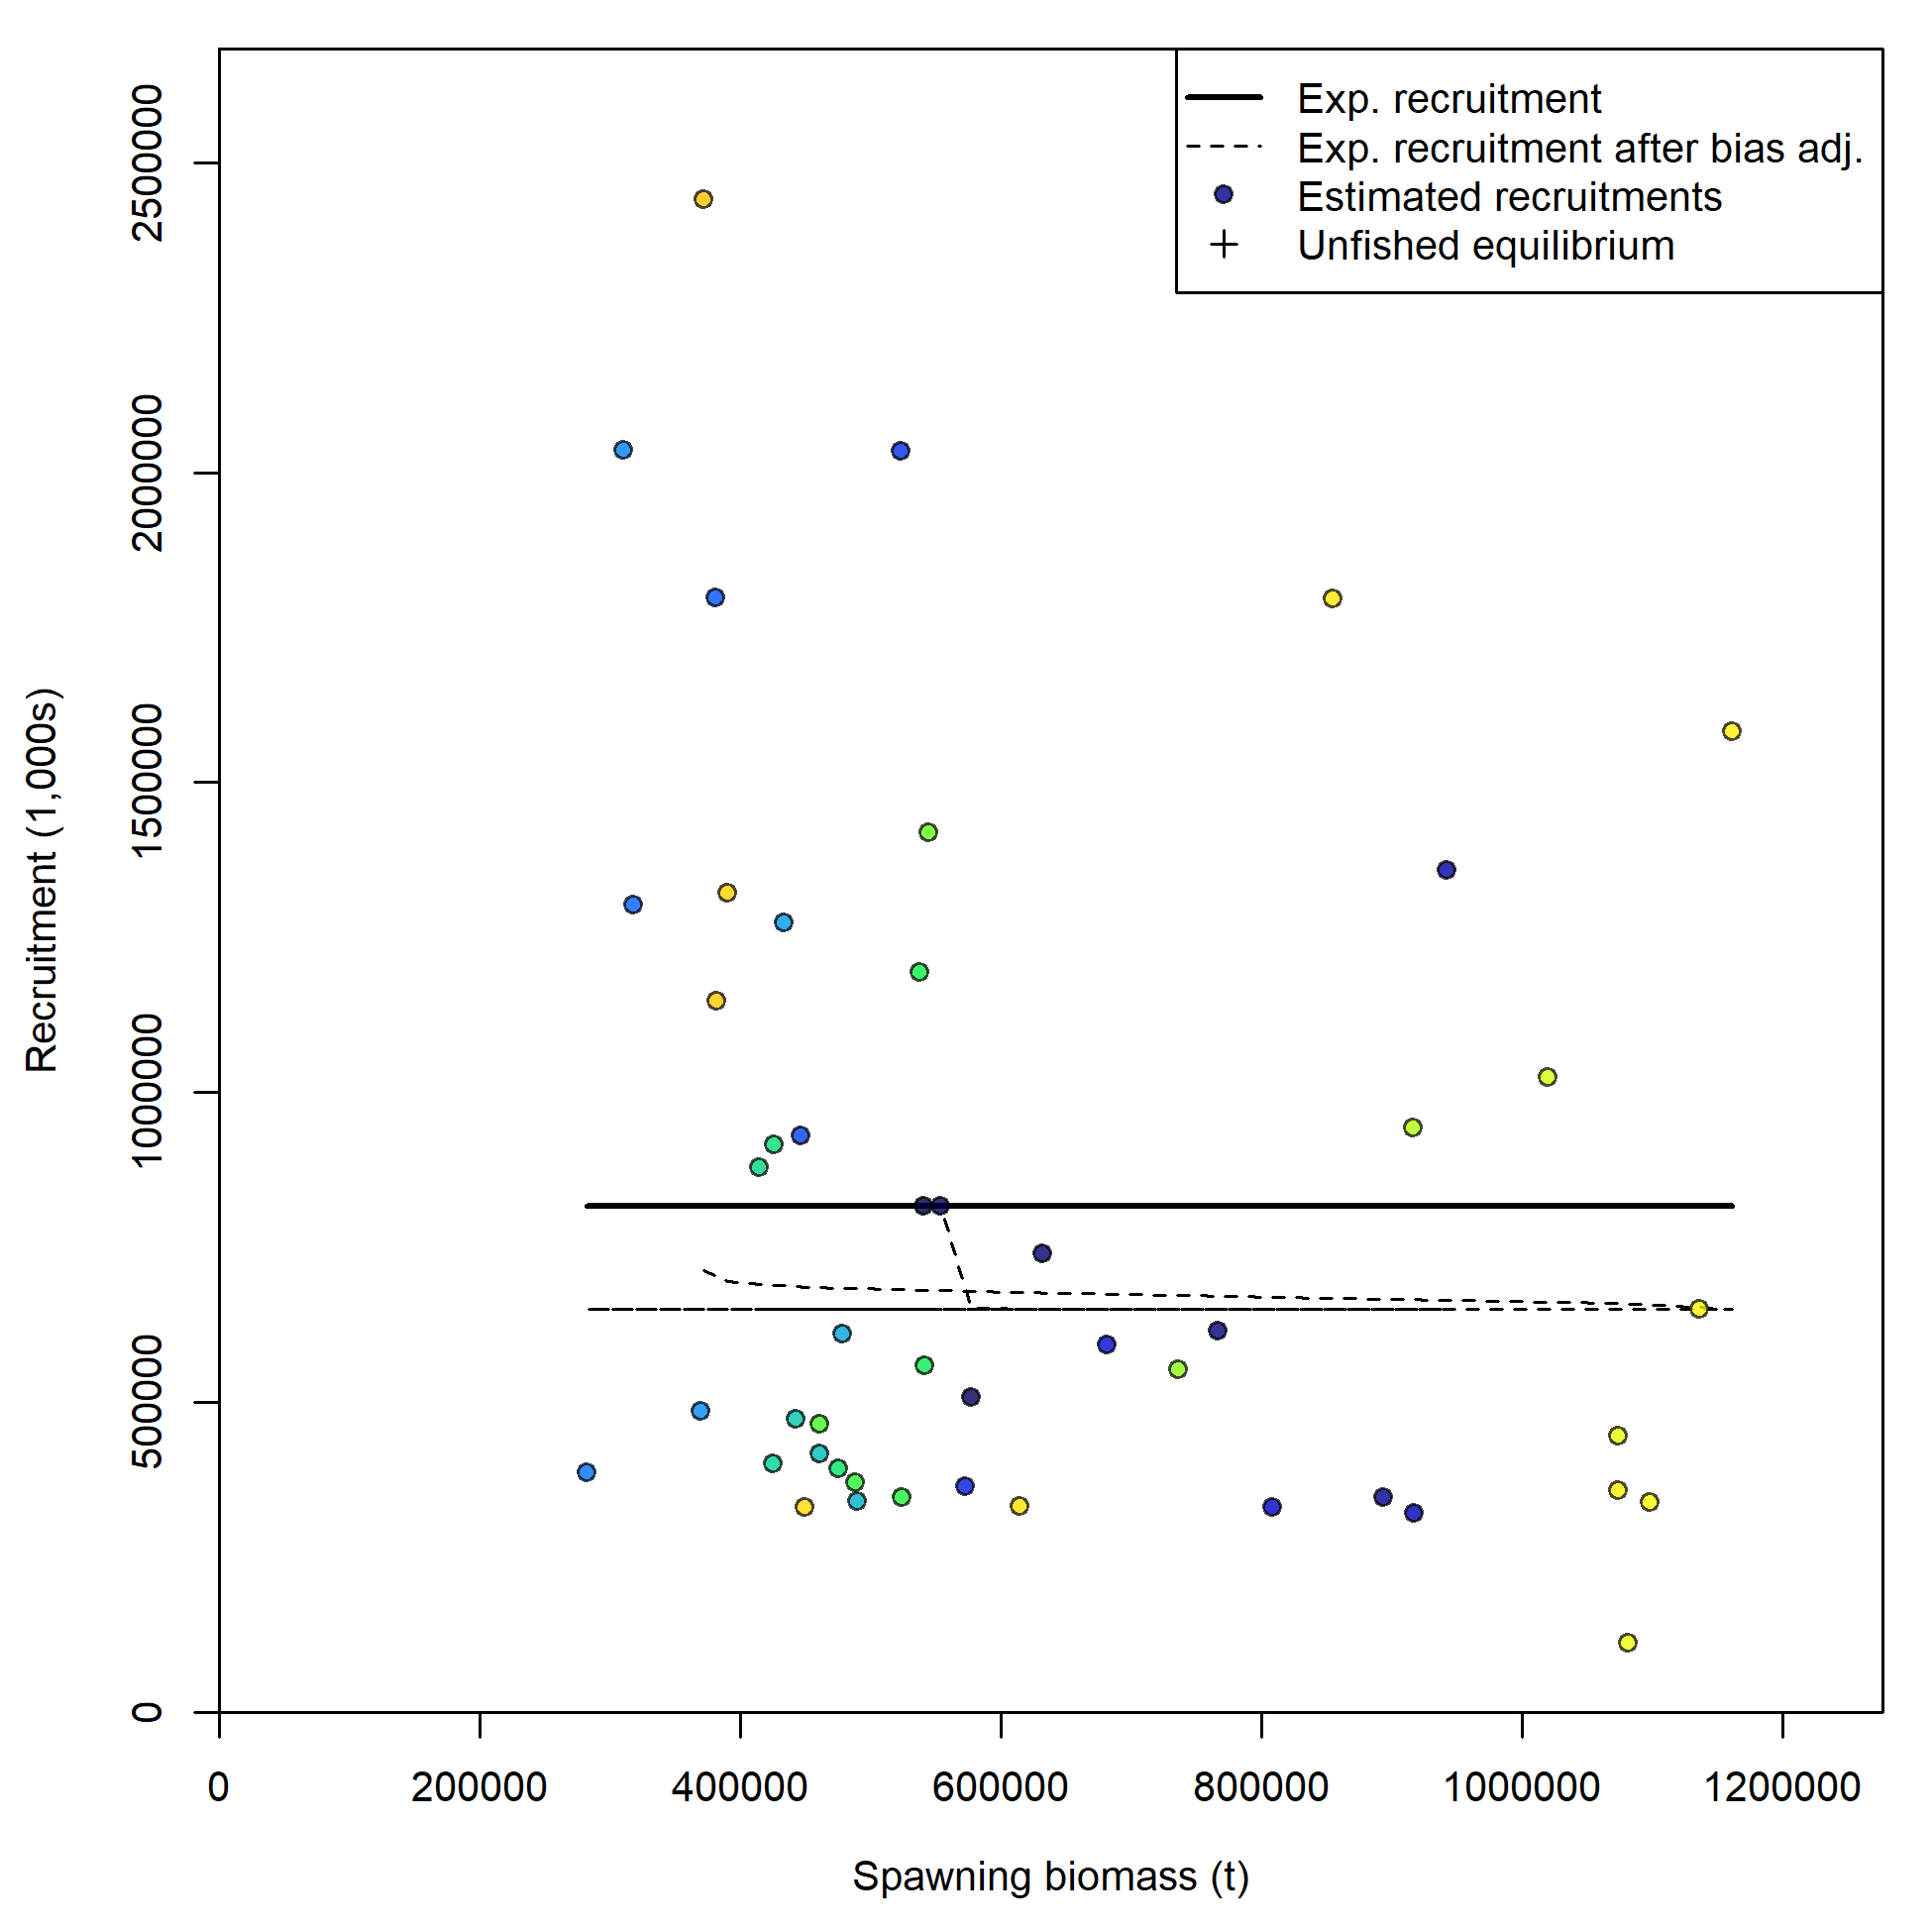 Exp. recruitment
Exp. recruitment after bias adj.
Estimated recruitments
Unfished equilibrium
2500000
2000000
1500000
1000000
500000
0
Recruitment (1,000s)
0 200000 400000 600000 800000 1000000 1200000
Spawning biomass (t)